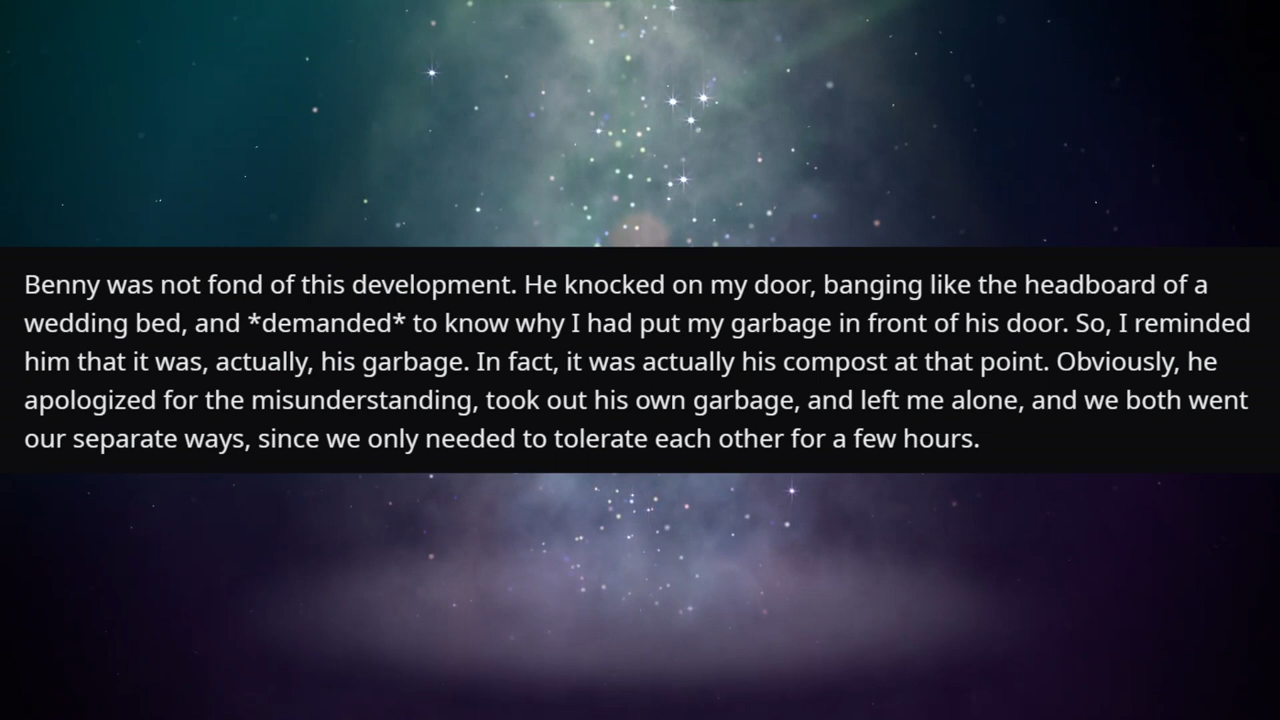 Benny was not fond of this development. He knocked on my door, banging like the headboard of a
wedding bed, and *demanded* to know why I had put my garbage in front of his door. So, I reminded
him that it was, actually, his garbage. In fact, it was actually his compost at that point. Obviously, he
apologized for the misunderstanding, took out his own garbage, and left me alone, and we both went
our separate ways, since we only needed to tolerate each other for a few hours.